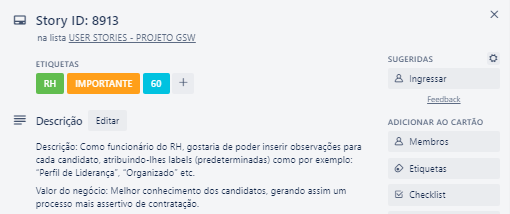 Story ID: 8913
na lista USER STORIES - PROJETO GSW
ETIQUETAS
RH IMPORTANTE 60 +
Descrição Editar
Descrição: Como funcionário do RH, gostaria de poder inserir observações para
cada candidato, atribuindo-lhes labels (predeterminadas) como por exemplo:
"Perfil de Liderança", "Organizado" etc.
Valor do negócio: Melhor conhecimento dos candidatos, gerando assim um
processo mais assertivo de contratação.
SUGERIDAS
Ingressar
Feedback
ADICIONAR AO CARTÃO
Membros
Etiquetas
Checklist